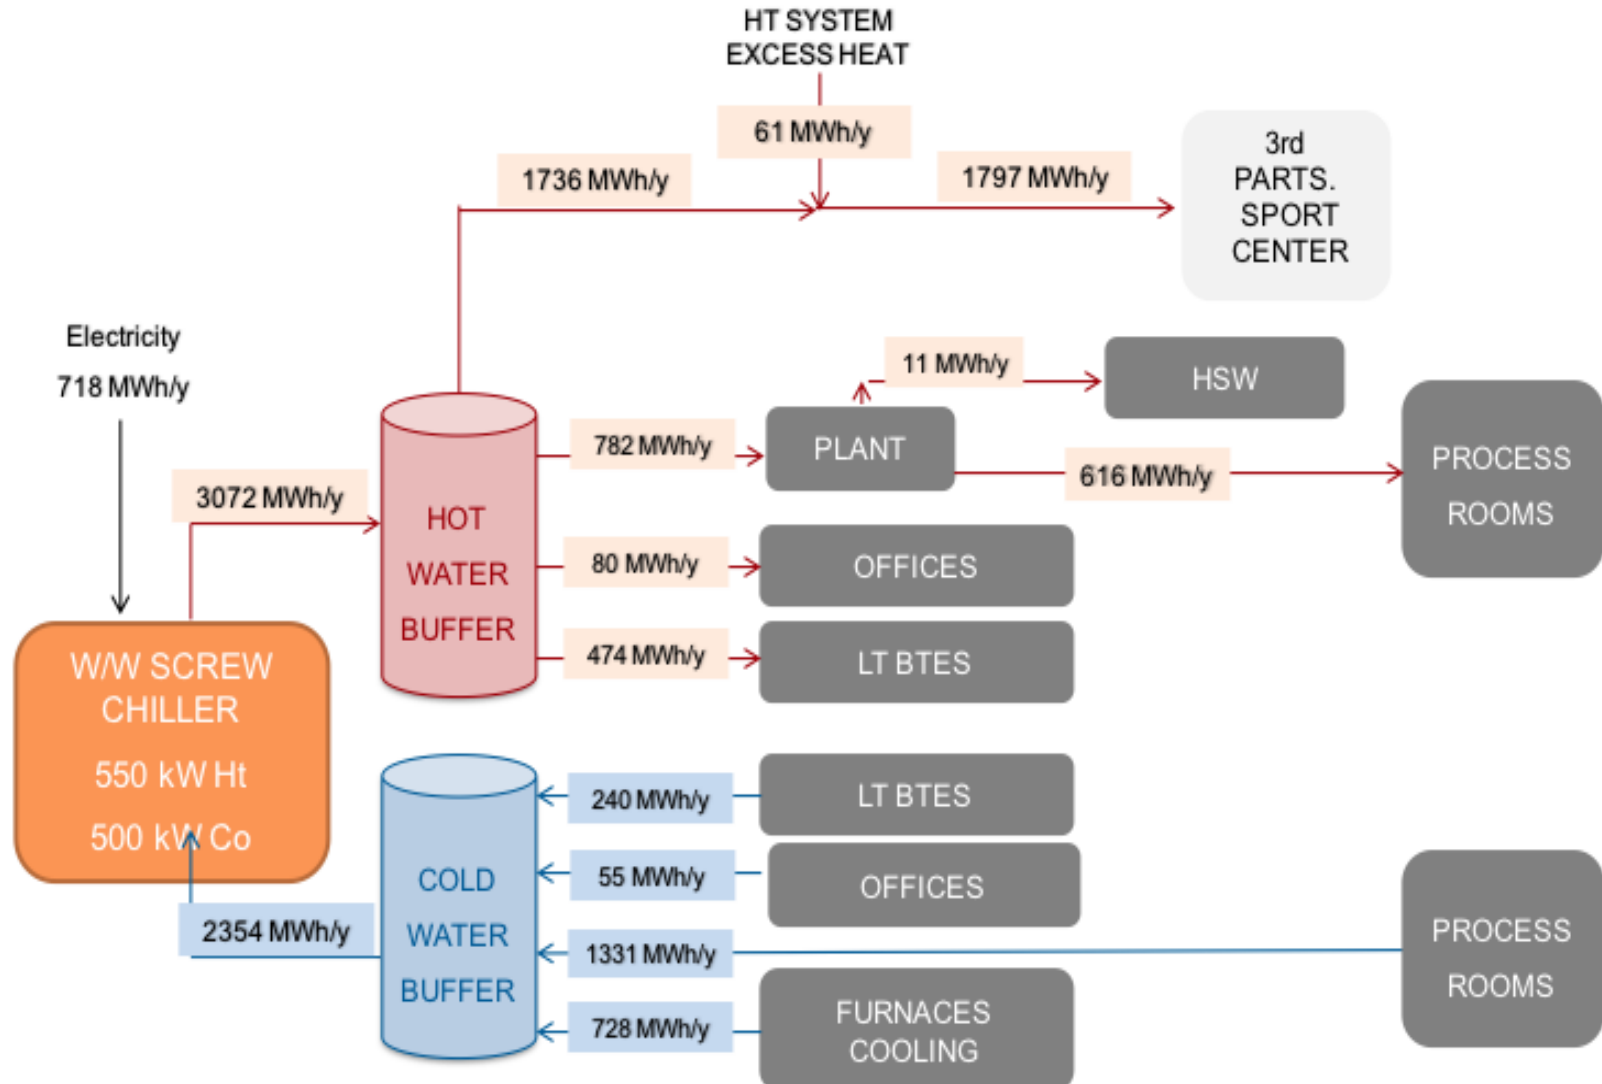 HT SYSTEM
EXCESS HEAT
61 MWh/y
1736 MWh/y
1797 MWh/y
3rd
PARTS.
SPORT
CENTER
Electricity
718 MWh/y
3072 MWh/y
HOT
WATER
BUFFER
782 MWh/y
PLANT
11 MWh/y
HSW
616 MWh/y
PROCESS
ROOMS
80 MWh/y
OFFICES
474 MWh/y
LT BTES
W/W SCREW
CHILLER
550 kW Ht
500 kW Co
2354 MWh/y
COLD
WATER
BUFFER
240 MWh/y
LT BTES
55 MWh/y
OFFICES
1331 MWh/y
PROCESS
ROOMS
728 MWh/y
FURNACES
COOLING